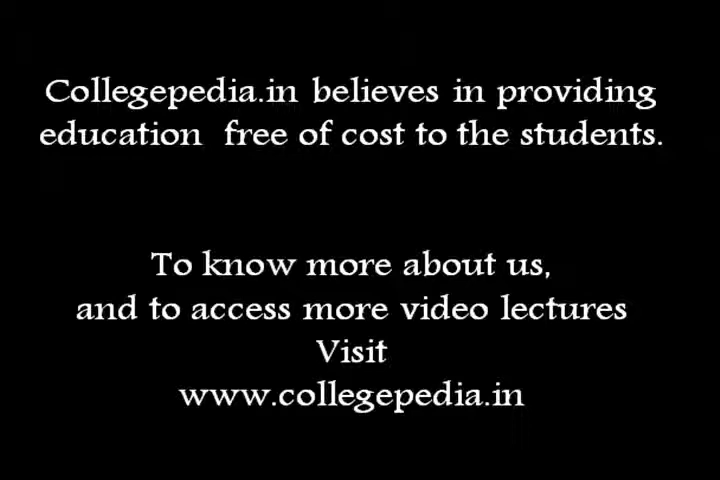 Collegepedia.in believes in providing
education free of cost to the students.
To know more about us,
and to access more video lectures
Visit
www.collegepedia.in